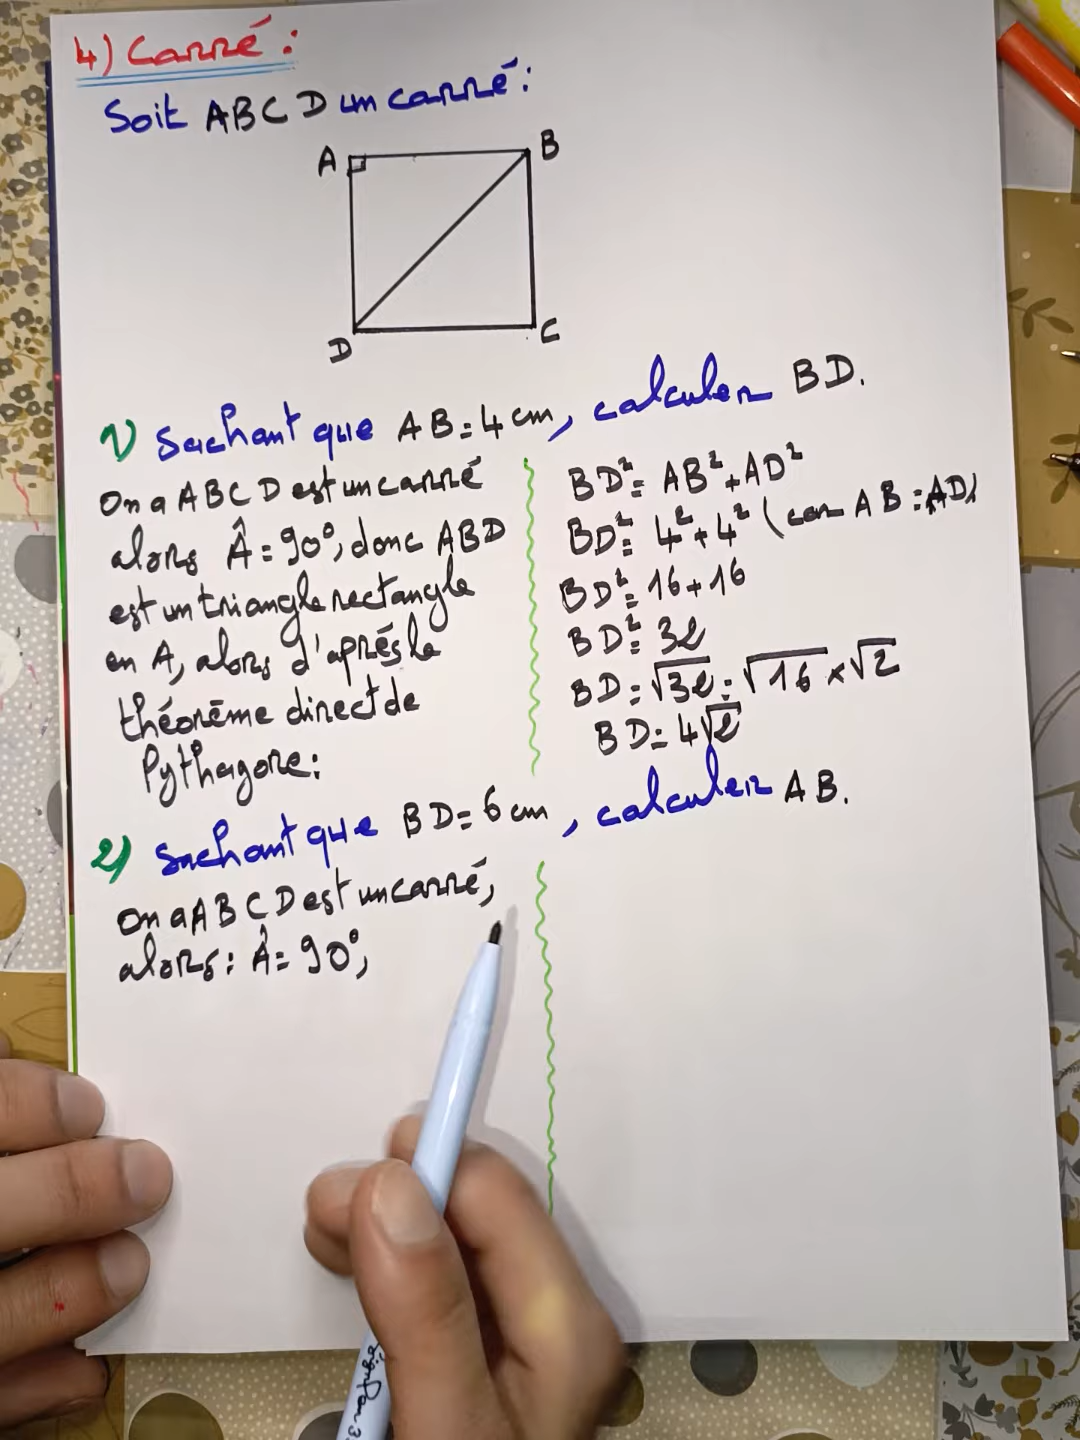 4) Carré:
Soit ABCD un carré:
A
B
D
C
1) Sachant que AB = 4 cm, calculer BD.
On a ABCD est un carré
alors Â = 90°, donc ABD
est un triangle rectangle
en A, alors d'après le
théorème direct de
Pythagore:
BD² = AB² + AD²
BD² = 4² + 4² (car AB = AD)
BD² = 16 + 16
BD² = 32
BD = √32 = √16 × √2
BD = 4√2
2) Sachant que BD = 6 cm, calculer AB.
On a ABCD est un carré,
alors: Â = 90°,